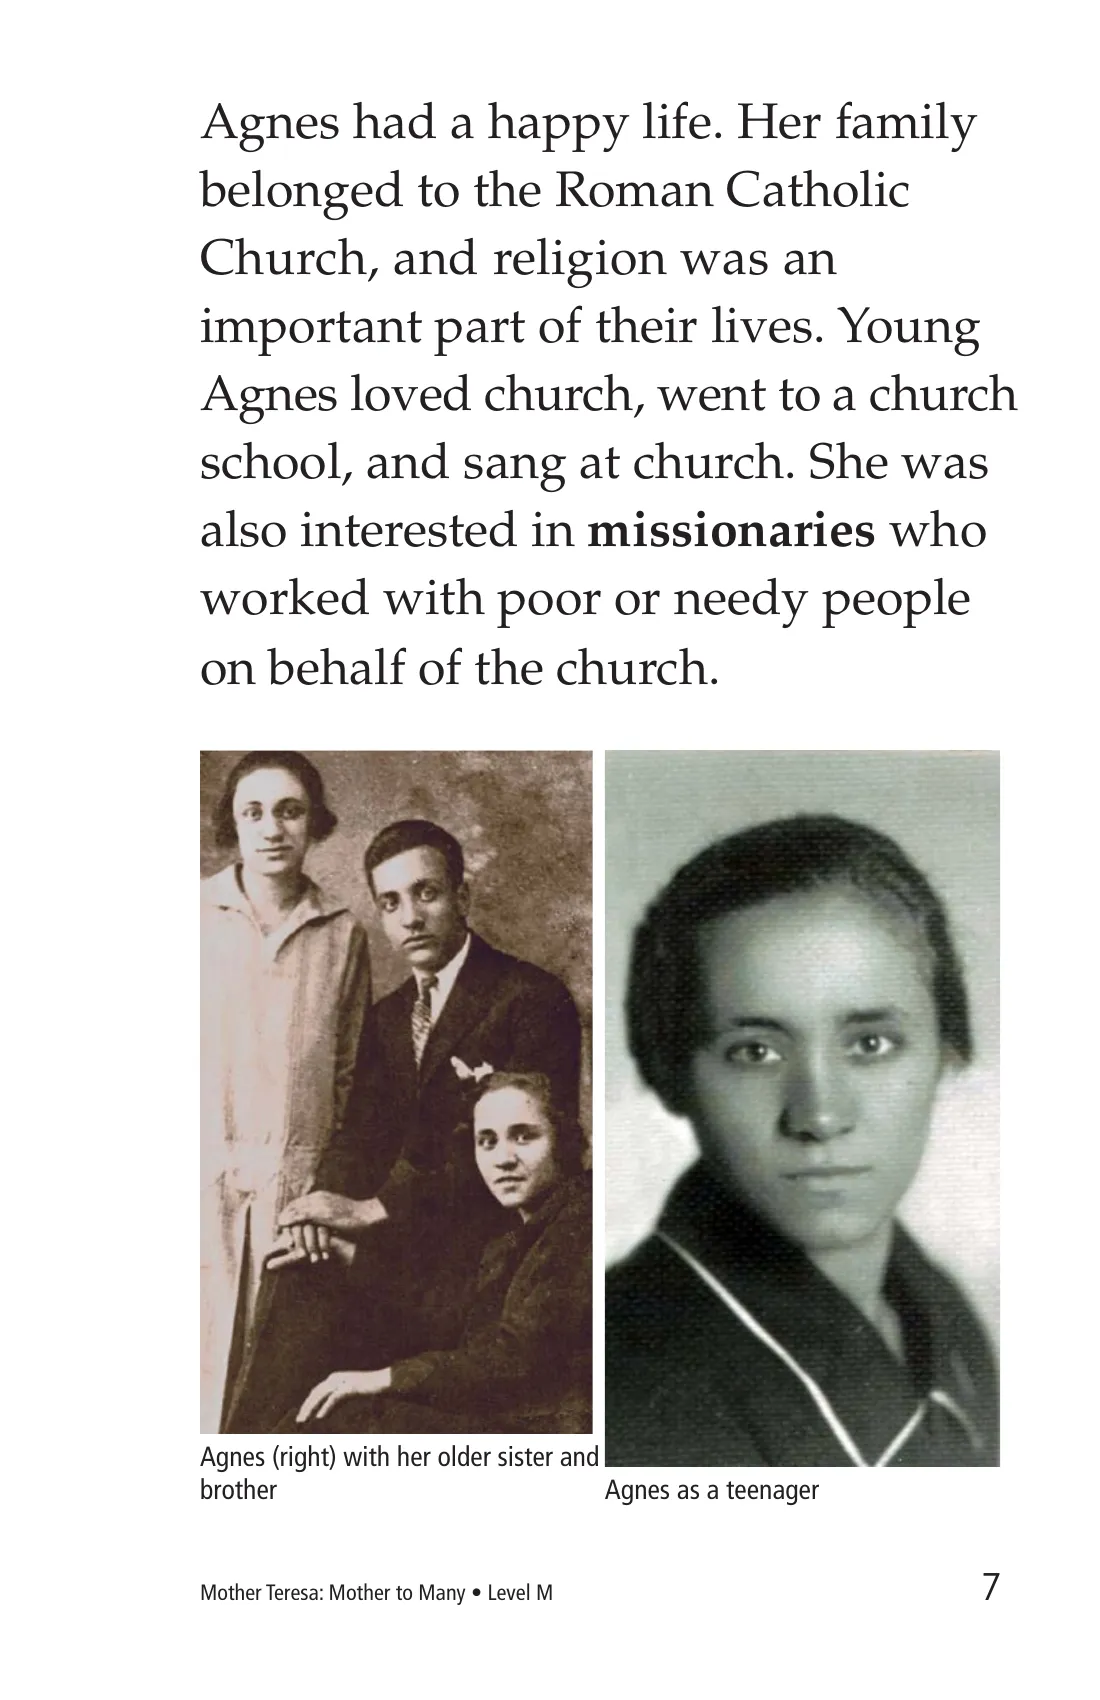 Agnes had a happy life. Her family
belonged to the Roman Catholic
Church, and religion was an
important part of their lives. Young
Agnes loved church, went to a church
school, and sang at church. She was
also interested in missionaries who
worked with poor or needy people
on behalf of the church.
Agnes (right) with her older sister and
brother
Agnes as a teenager
Mother Teresa: Mother to Many • Level M
7